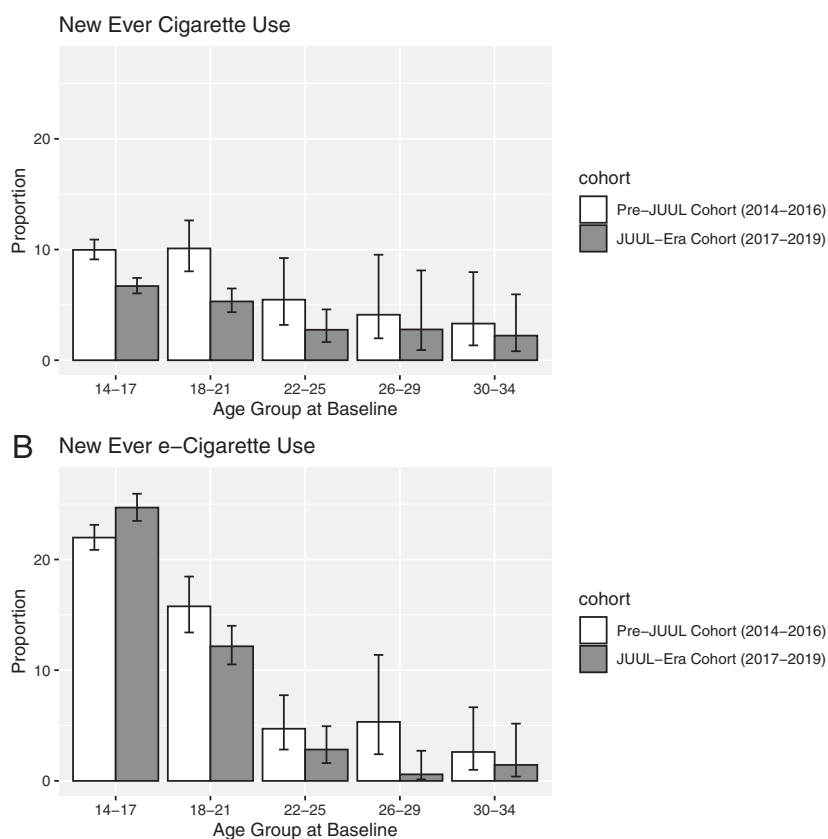 New Ever Cigarette Use
20
10
0
Proportion
14−17 18−21 22−25 26−29 30−34
Age Group at Baseline
cohort
Pre−JUUL Cohort (2014−2016)
JUUL−Era Cohort (2017−2019)
B New Ever e−Cigarette Use
20
10
0
Proportion
14−17 18−21 22−25 26−29 30−34
Age Group at Baseline
cohort
Pre−JUUL Cohort (2014−2016)
JUUL−Era Cohort (2017−2019)